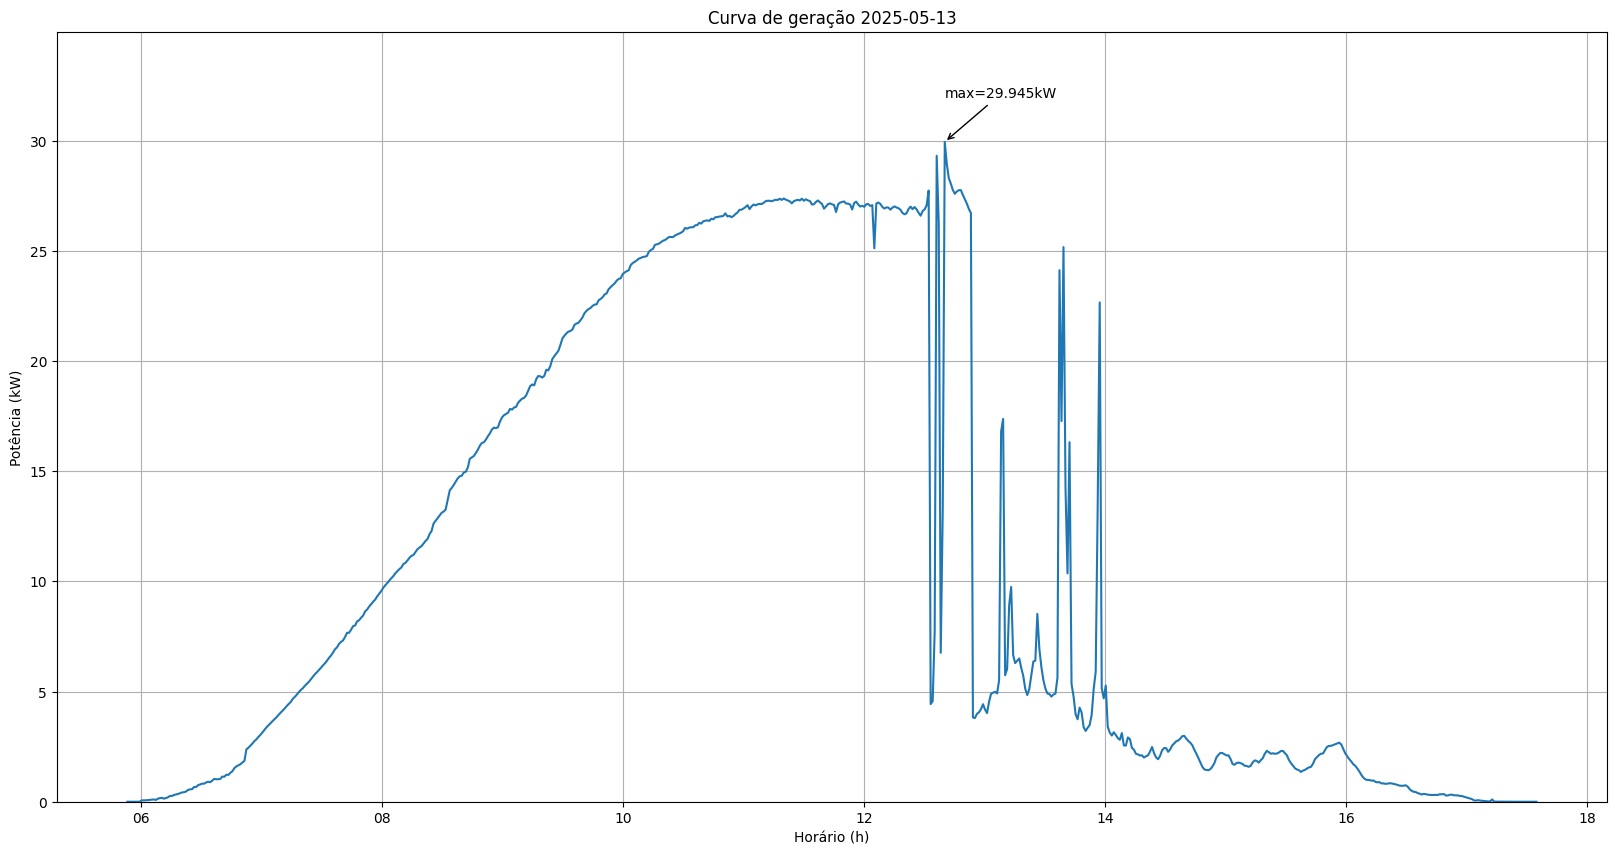 Curva de geração 2025-05-13
max=29.945kW
Potência (kW)
30
25
20
15
10
5
0
06 08 10 12 14 16 18
Horário (h)